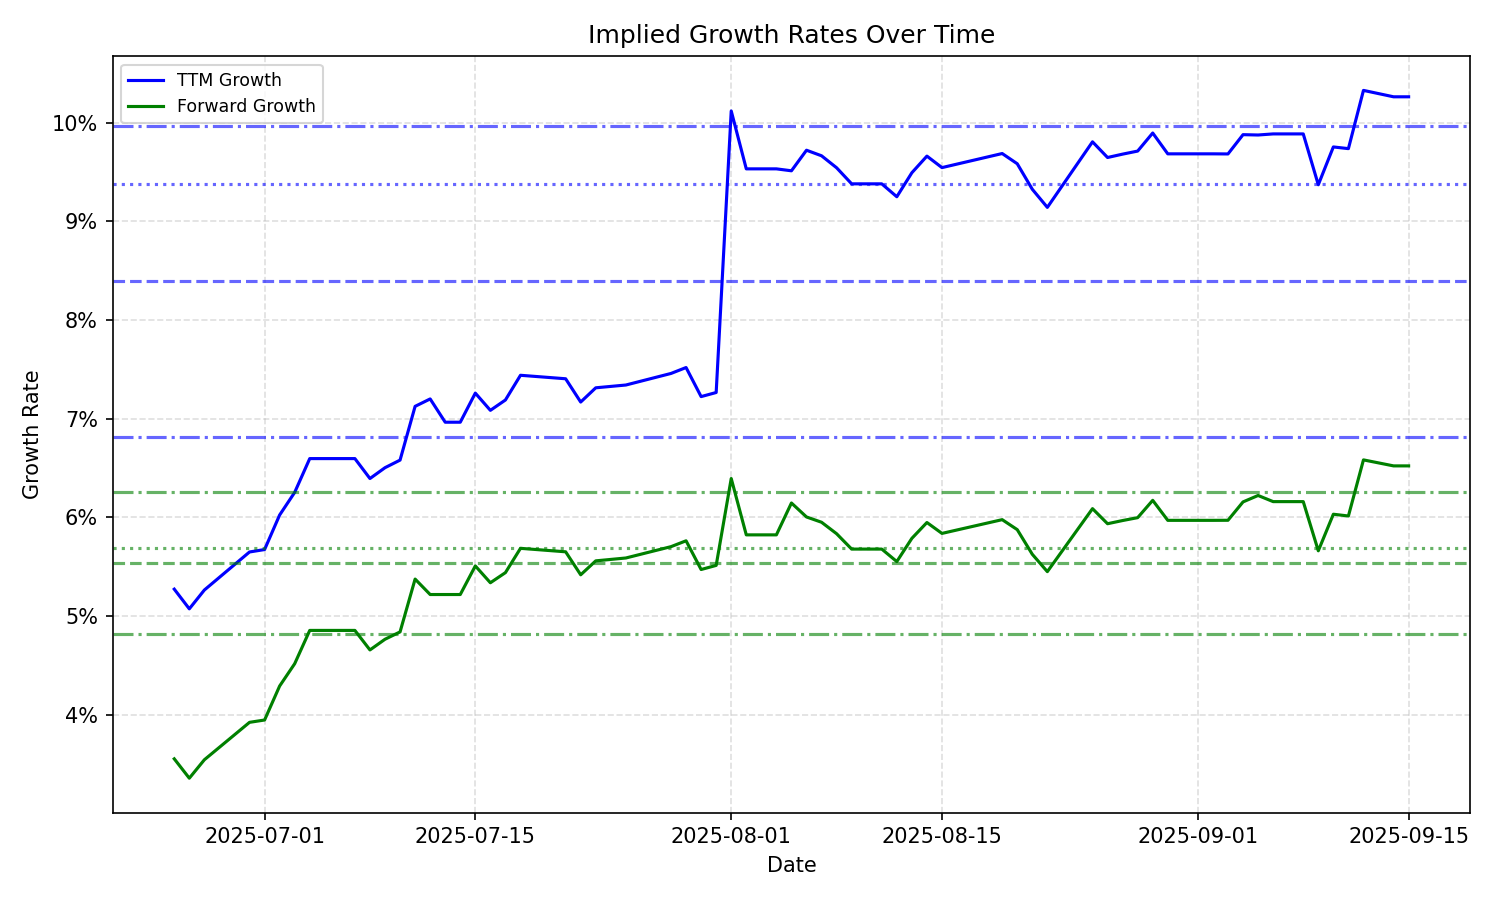 Implied Growth Rates Over Time
TTM Growth
Forward Growth
10%
9%
8%
7%
6%
5%
4%
Growth Rate
2025-07-01
2025-07-15
2025-08-01
2025-08-15
2025-09-01
2025-09-15
Date